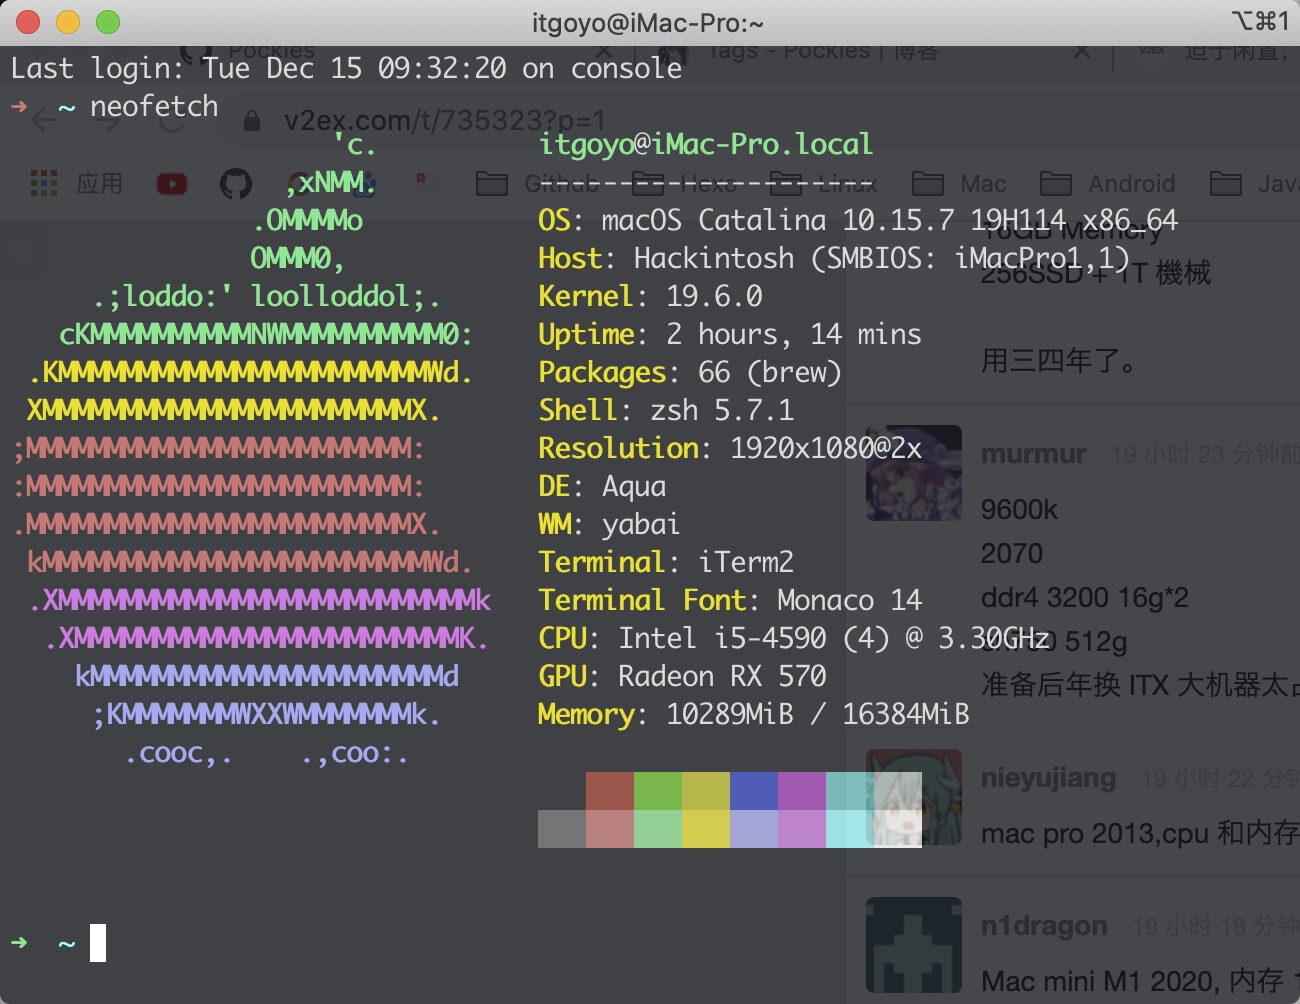 itgoyo@iMac-Pro:~
⌥⌘1
Pockies
Tags - Pockies | 博客
Last login: Tue Dec 15 09:32:20 on console
➜ ~ neofetch
v2ex.com/t/735323?p=1
应用
Github
Hexo
Linux
Mac
Android
Java
'c.
,xNMM.
.OMMMMo
OMMM0,
.;loddo:' loolloddol;.
cKMMMMMMMMMMNWMMMMMMMMMM0:
.KMMMMMMMMMMMMMMMMMMMMMMMWd.
XMMMMMMMMMMMMMMMMMMMMMMMX.
;MMMMMMMMMMMMMMMMMMMMMMMM:
:MMMMMMMMMMMMMMMMMMMMMMMM:
.MMMMMMMMMMMMMMMMMMMMMMMMX.
kMMMMMMMMMMMMMMMMMMMMMMMMWd.
.XMMMMMMMMMMMMMMMMMMMMMMMMMMk
.XMMMMMMMMMMMMMMMMMMMMMMMMK.
kMMMMMMMMMMMMMMMMMMMMMMd
;KMMMMMMMWXXWMMMMMMMk.
.cooc,. .,coo:.
itgoyo@iMac-Pro.local
---------------------
OS: macOS Catalina 10.15.7 19H114 x86_64
Host: Hackintosh (SMBIOS: iMacPro1,1)
Kernel: 19.6.0
Uptime: 2 hours, 14 mins
Packages: 66 (brew)
Shell: zsh 5.7.1
Resolution: 1920x1080@2x
DE: Aqua
WM: yabai
Terminal: iTerm2
Terminal Font: Monaco 14
CPU: Intel i5-4590 (4) @ 3.30GHz
GPU: Radeon RX 570
Memory: 10289MiB / 16384MiB
16GB Memory
256SSD + 1T 機械
用三四年了。
murmur 19 小时 23 分钟前
9600k
2070
ddr4 3200 16g*2
512g
准备后年换 ITX 大机器太占
nieyujiang 19 小时 22 分钟
mac pro 2013,cpu 和内存
n1dragon 19 小时 18 分钟
Mac mini M1 2020, 内存
➜ ~